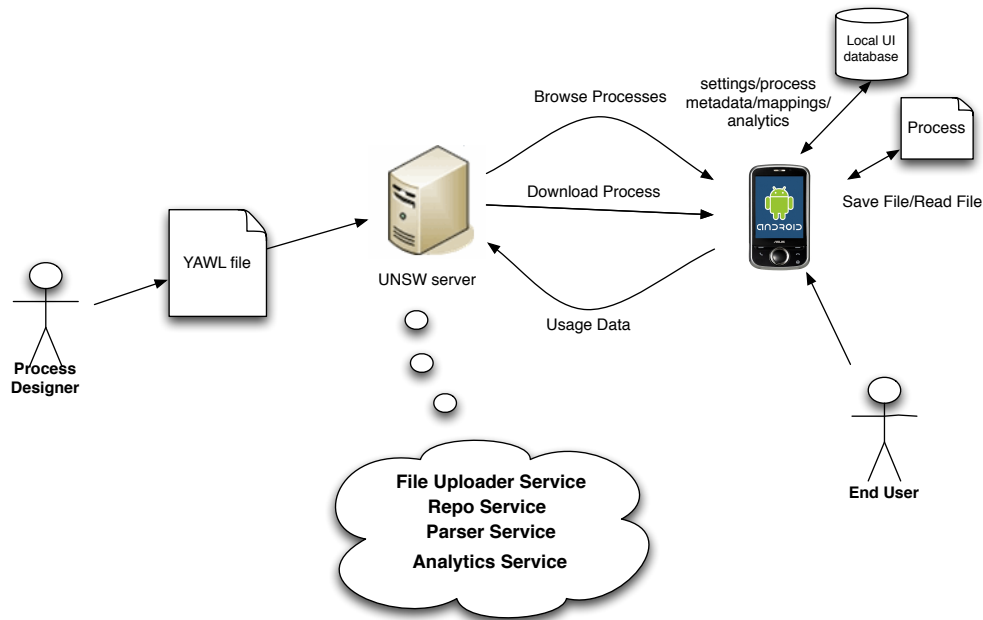 Local UI
database
settings/process
metadata/mappings/
analytics
Browse Processes
Process
Download Process
Save File/Read File
ANDROID
YAWL file
UNSW server
Usage Data
Process
Designer
End User
File Uploader Service
Repo Service
Parser Service
Analytics Service